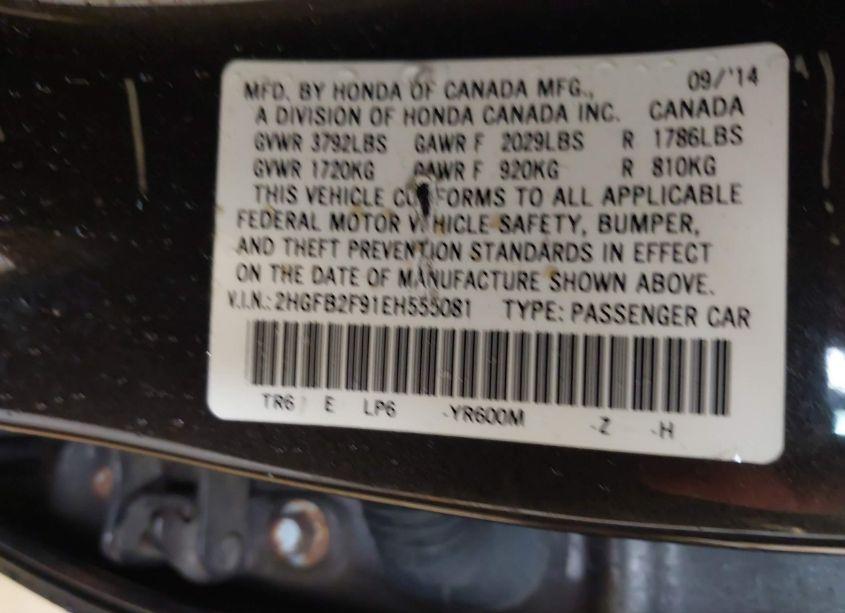 MFD. BY HONDA OF CANADA MFG., 09/'14
A DIVISION OF HONDA CANADA INC. CANADA
GVWR 3792LBS GAWR F 2029LBS R 1786LBS
GVWR 1720KG GAWR F 920KG R 810KG
THIS VEHICLE CONFORMS TO ALL APPLICABLE
FEDERAL MOTOR VEHICLE SAFETY, BUMPER,
AND THEFT PREVENTION STANDARDS IN EFFECT
ON THE DATE OF MANUFACTURE SHOWN ABOVE.
V.I.N.: 2HGFB2F91EH555081 TYPE: PASSENGER CAR
TR6 E LP6 -YR600M -Z -H